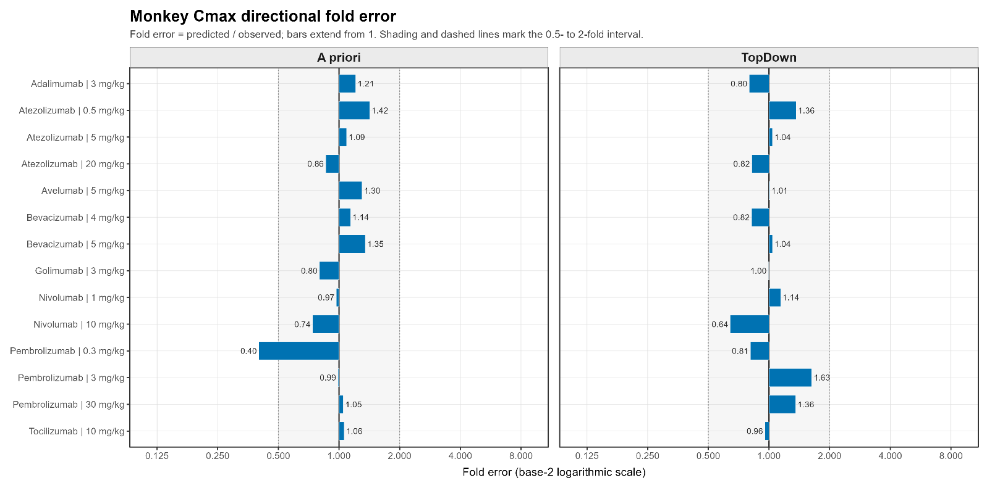 Monkey Cmax directional fold error
Fold error = predicted / observed; bars extend from 1. Shading and dashed lines mark the 0.5- to 2-fold interval.
A priori
TopDown
Adalimumab | 3 mg/kg
1.21
0.80
Atezolizumab | 0.5 mg/kg
1.42
1.36
Atezolizumab | 5 mg/kg
1.09
1.04
Atezolizumab | 20 mg/kg
0.86
0.82
Avelumab | 5 mg/kg
1.30
1.01
Bevacizumab | 4 mg/kg
1.14
0.82
Bevacizumab | 5 mg/kg
1.35
1.04
Golimumab | 3 mg/kg
0.80
1.00
Nivolumab | 1 mg/kg
0.97
1.14
Nivolumab | 10 mg/kg
0.74
0.64
Pembrolizumab | 0.3 mg/kg
0.40
0.81
Pembrolizumab | 3 mg/kg
0.99
1.63
Pembrolizumab | 30 mg/kg
1.05
1.36
Tocilizumab | 10 mg/kg
1.06
0.96
0.125 0.250 0.500 1.000 2.000 4.000 8.000
0.125 0.250 0.500 1.000 2.000 4.000 8.000
Fold error (base-2 logarithmic scale)